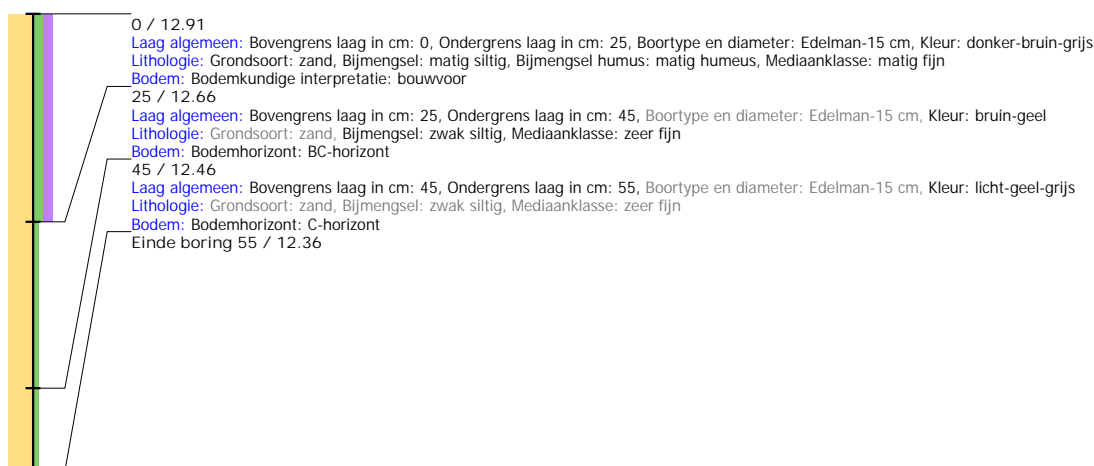 0 / 12.91
Laag algemeen: Bovengrens laag in cm: 0, Ondergrens laag in cm: 25, Boortype en diameter: Edelman-15 cm, Kleur: donker-bruin-grijs
Lithologie: Grondsoort: zand, Bijmengsel: matig siltig, Bijmengsel humus: matig humeus, Mediaanklasse: matig fijn
Bodem: Bodemkundige interpretatie: bouwvoor
25 / 12.66
Laag algemeen: Bovengrens laag in cm: 25, Ondergrens laag in cm: 45, Boortype en diameter: Edelman-15 cm, Kleur: bruin-geel
Lithologie: Grondsoort: zand, Bijmengsel: zwak siltig, Mediaanklasse: zeer fijn
Bodem: Bodemhorizont: BC-horizont
45 / 12.46
Laag algemeen: Bovengrens laag in cm: 45, Ondergrens laag in cm: 55, Boortype en diameter: Edelman-15 cm, Kleur: licht-geel-grijs
Lithologie: Grondsoort: zand, Bijmengsel: zwak siltig, Mediaanklasse: zeer fijn
Bodem: Bodemhorizont: C-horizont
Einde boring 55 / 12.36